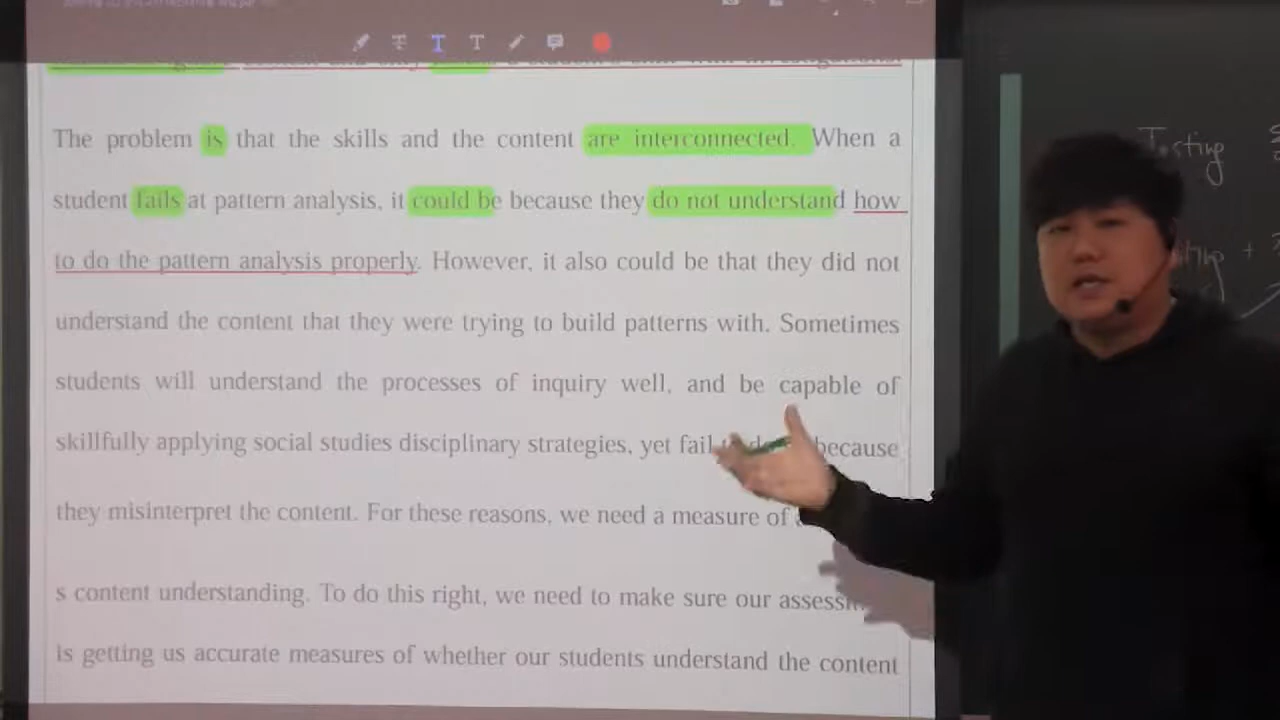 The problem is that the skills and the content are interconnected. When a
student fails at pattern analysis, it could be because they do not understand how
to do the pattern analysis properly. However, it also could be that they did not
understand the content that they were trying to build patterns with. Sometimes
students will understand the processes of inquiry well, and be capable of
skillfully applying social studies disciplinary strategies, yet fail because
they misinterpret the content. For these reasons, we need a measure of
s content understanding. To do this right, we need to make sure our
is getting us accurate measures of whether our students understand the content
Testing